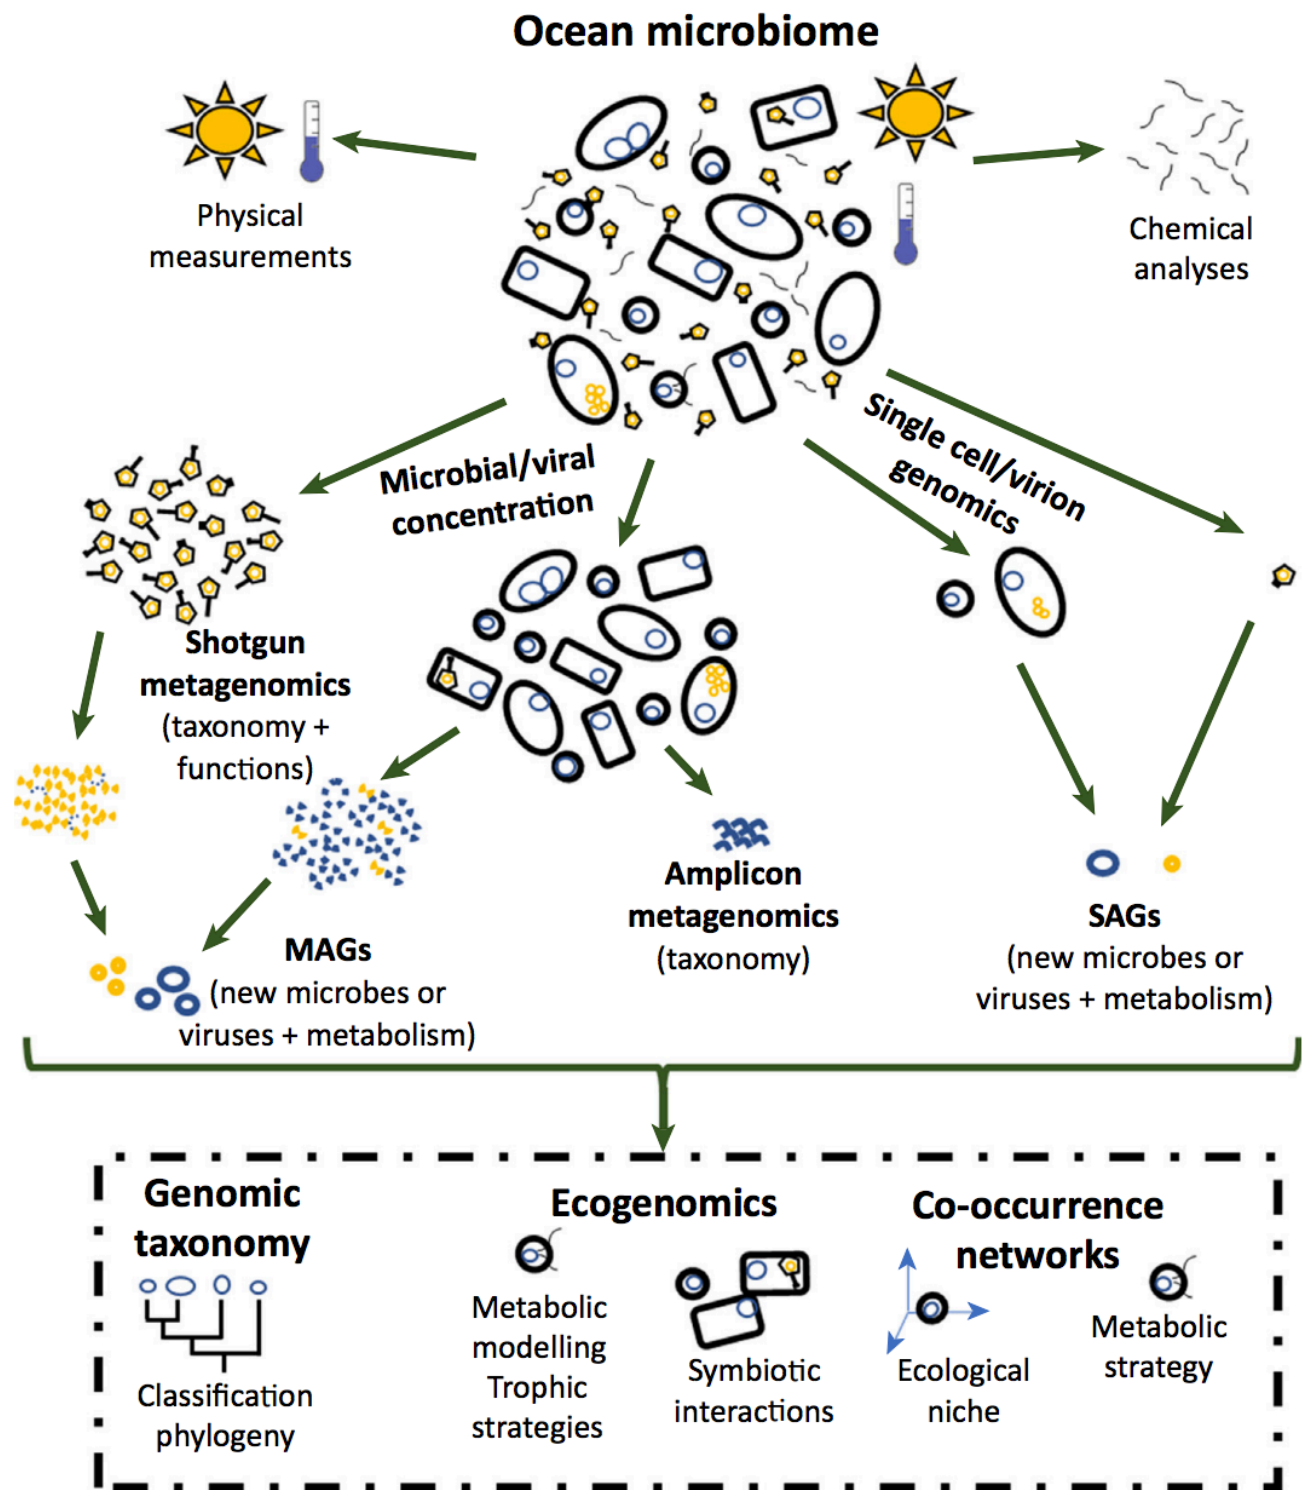 Ocean microbiome
Physical
measurements
Chemical
analyses
Microbial/viral
concentration
Single cell/virion
genomics
Shotgun
metagenomics
(taxonomy +
functions)
Amplicon
metagenomics
(taxonomy)
MAGs
(new microbes or
viruses + metabolism)
SAGs
(new microbes or
viruses + metabolism)
Genomic
taxonomy
Classification
phylogeny
Ecogenomics
Metabolic
modelling
Trophic
strategies
Symbiotic
interactions
Co-occurrence
networks
Ecological
niche
Metabolic
strategy